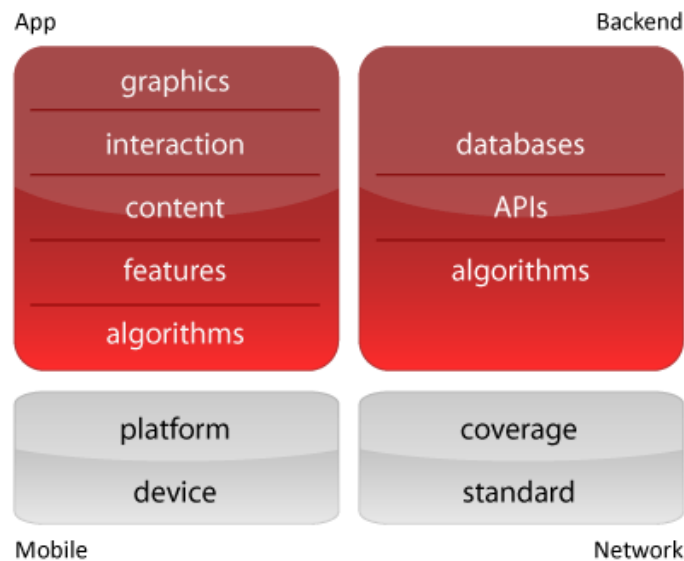 App
Backend
graphics
interaction
content
features
algorithms
databases
APIs
algorithms
platform
device
coverage
standard
Mobile
Network